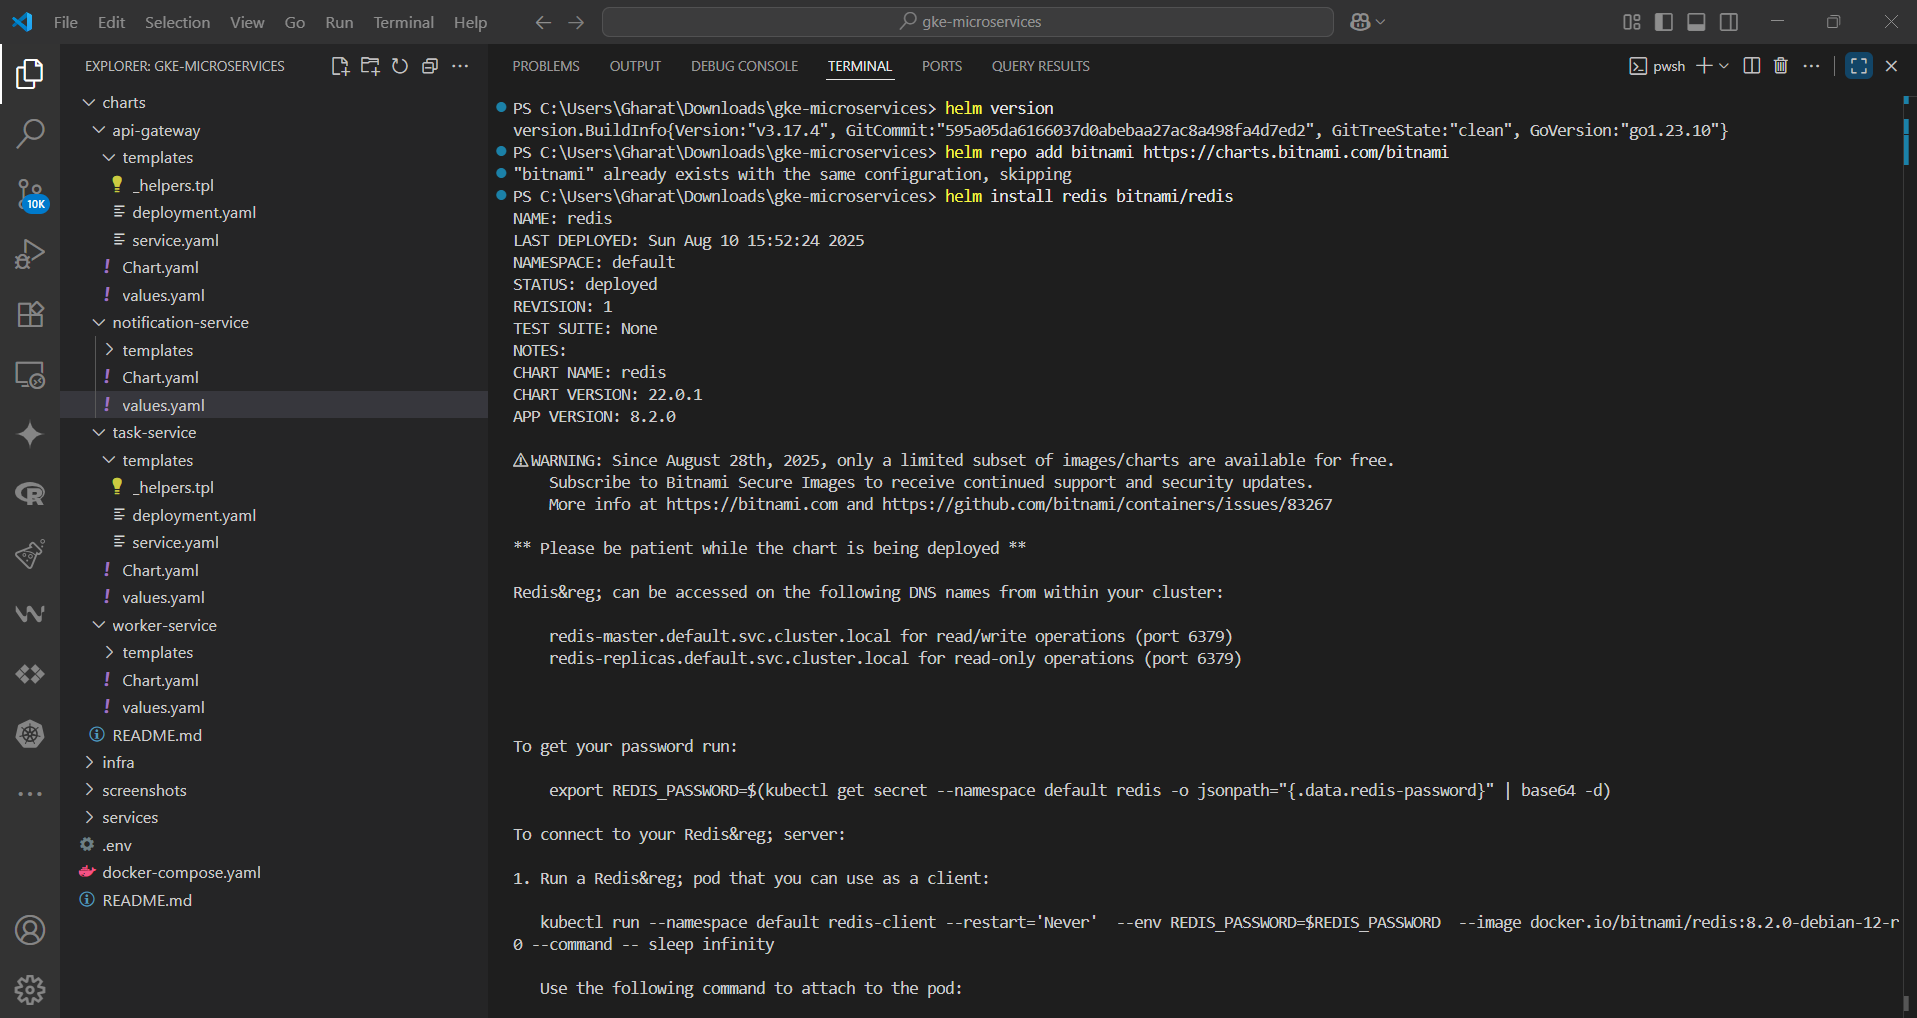 File Edit Selection View Go Run Terminal Help
gke-microservices
EXPLORER: GKE-MICROSERVICES
charts
api-gateway
templates
_helpers.tpl
deployment.yaml
service.yaml
! Chart.yaml
! values.yaml
notification-service
templates
! Chart.yaml
! values.yaml
task-service
templates
_helpers.tpl
deployment.yaml
service.yaml
! Chart.yaml
! values.yaml
worker-service
templates
! Chart.yaml
! values.yaml
README.md
infra
screenshots
services
.env
docker-compose.yaml
README.md
10K
PROBLEMS OUTPUT DEBUG CONSOLE TERMINAL PORTS QUERY RESULTS
pwsh
PS C:\Users\Gharat\Downloads\gke-microservices> helm version
version.BuildInfo{Version:"v3.17.4", GitCommit:"595a05da6166037d0abebaa27ac8a498fa4d7ed2", GitTreeState:"clean", GoVersion:"go1.23.10"}
PS C:\Users\Gharat\Downloads\gke-microservices> helm repo add bitnami https://charts.bitnami.com/bitnami
"bitnami" already exists with the same configuration, skipping
PS C:\Users\Gharat\Downloads\gke-microservices> helm install redis bitnami/redis
NAME: redis
LAST DEPLOYED: Sun Aug 10 15:52:24 2025
NAMESPACE: default
STATUS: deployed
REVISION: 1
TEST SUITE: None
NOTES:
CHART NAME: redis
CHART VERSION: 22.0.1
APP VERSION: 8.2.0
⚠WARNING: Since August 28th, 2025, only a limited subset of images/charts are available for free.
Subscribe to Bitnami Secure Images to receive continued support and security updates.
More info at https://bitnami.com and https://github.com/bitnami/containers/issues/83267
** Please be patient while the chart is being deployed **
Redis&reg; can be accessed on the following DNS names from within your cluster:
redis-master.default.svc.cluster.local for read/write operations (port 6379)
redis-replicas.default.svc.cluster.local for read-only operations (port 6379)
To get your password run:
export REDIS_PASSWORD=$(kubectl get secret --namespace default redis -o jsonpath="{.data.redis-password}" | base64 -d)
To connect to your Redis&reg; server:
1. Run a Redis&reg; pod that you can use as a client:
kubectl run --namespace default redis-client --restart='Never'  --env REDIS_PASSWORD=$REDIS_PASSWORD  --image docker.io/bitnami/redis:8.2.0-debian-12-r
0 --command -- sleep infinity
Use the following command to attach to the pod: